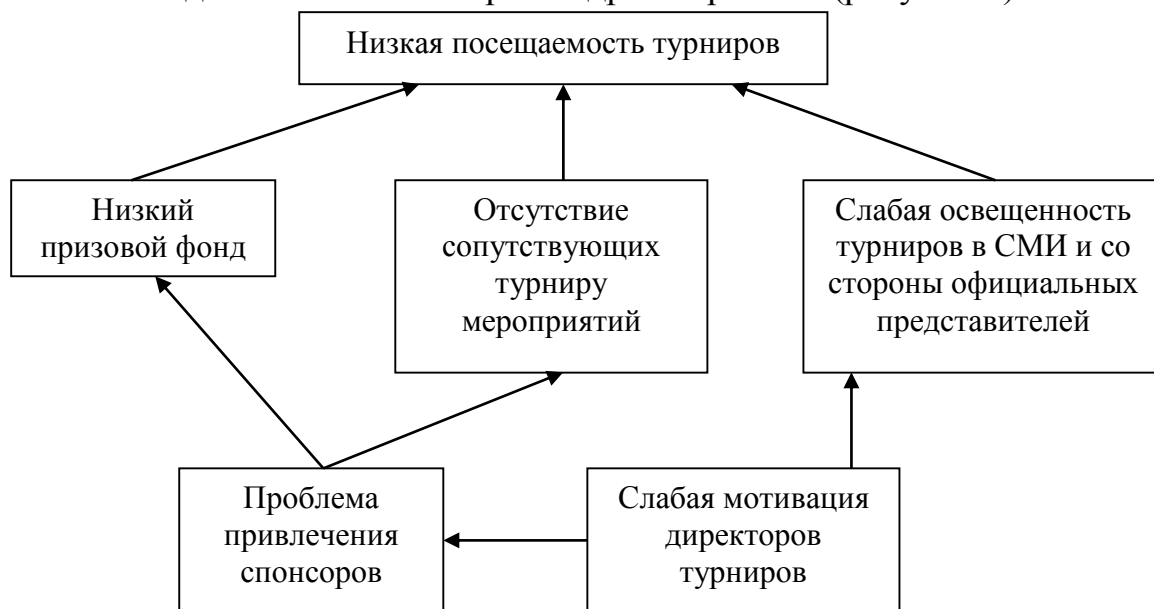 Низкая посещаемость турниров
Низкий
призовой фонд
Отсутствие
сопутствующих
турниру
мероприятий
Слабая освещенность
турниров в СМИ и со
стороны официальных
представителей
Проблема
привлечения
спонсоров
Слабая мотивация
директоров
турниров